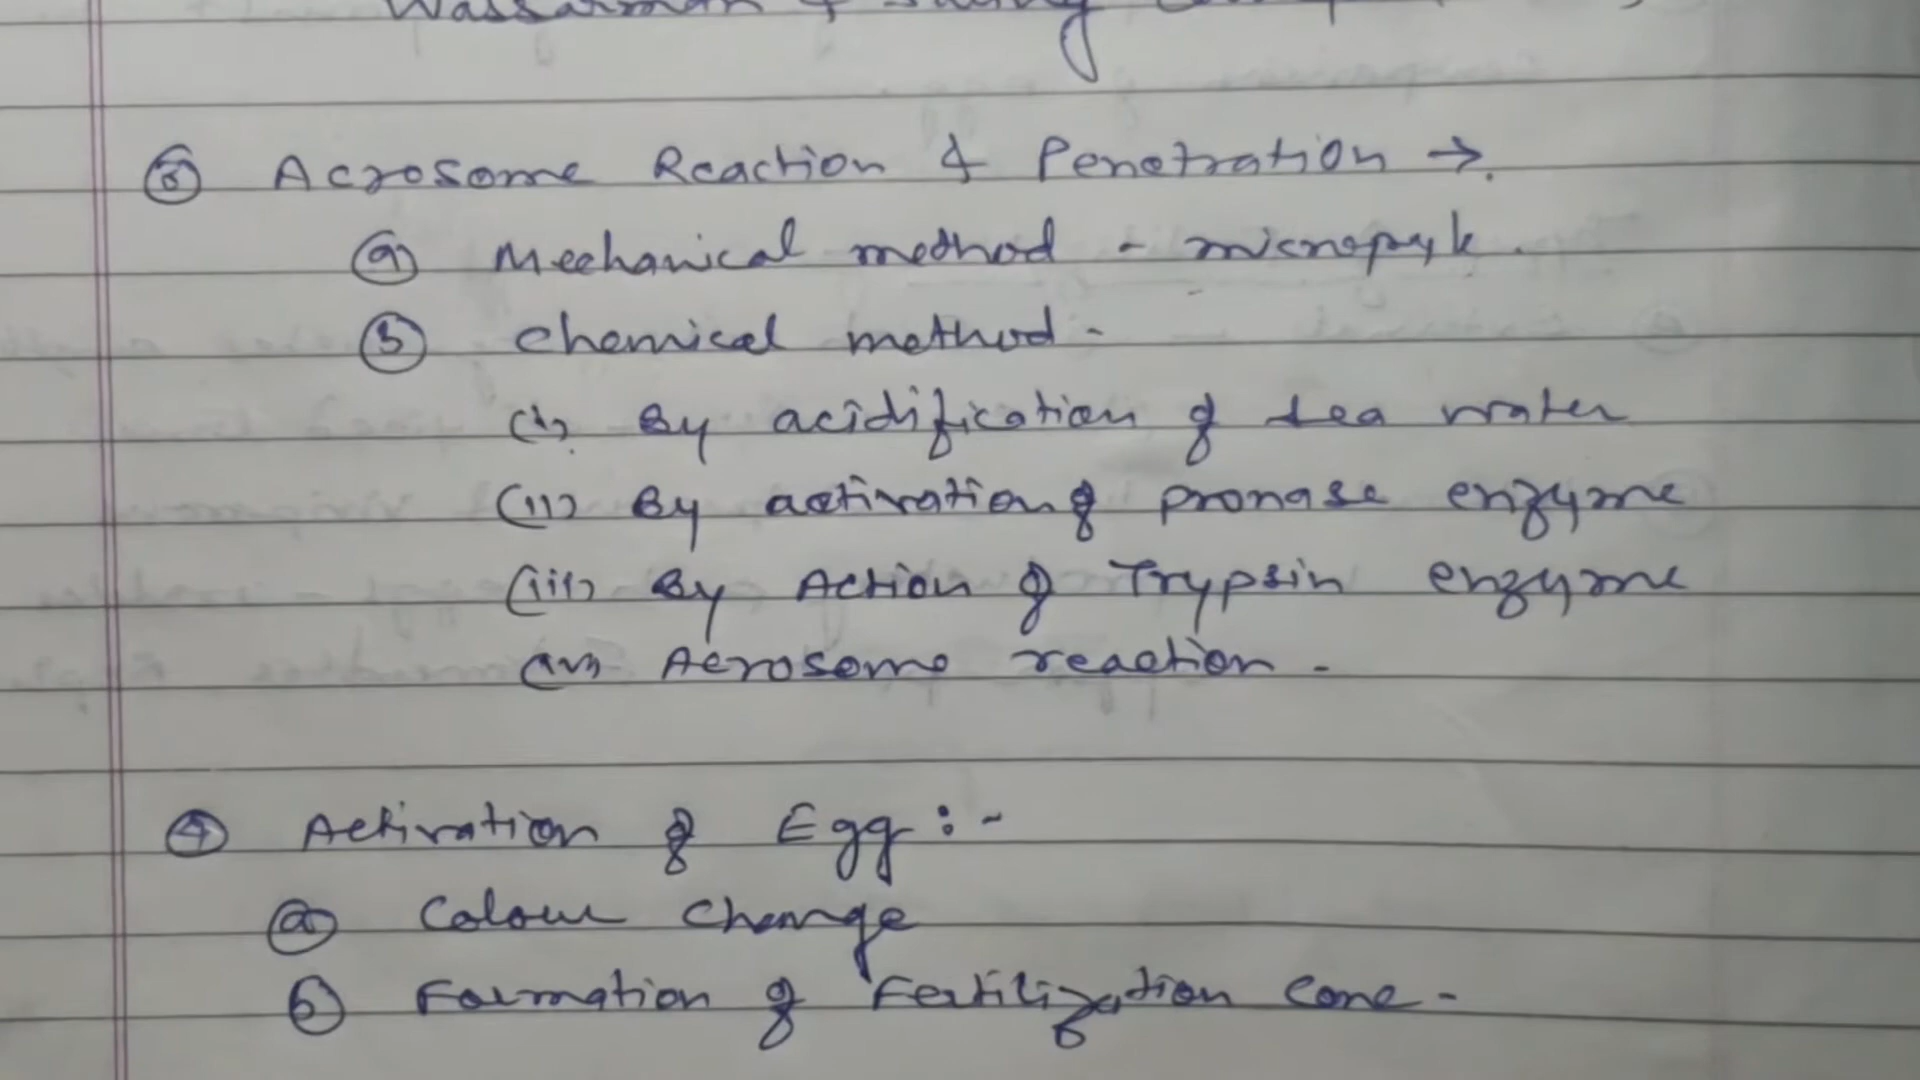 Wassarman &
③ Acrosome Reaction & Penetration →.
ⓐ Mechanical method - micropyle.
ⓑ Chemical method -
(i) By acidification of sea water
(ii) By activation of pronase enzyme
(iii) By Action of Trypsin enzyme
(iv) Acrosome reaction -
④ Activation of Egg :-
ⓐ Colour Change
ⓑ Formation of Fertilization Cone -